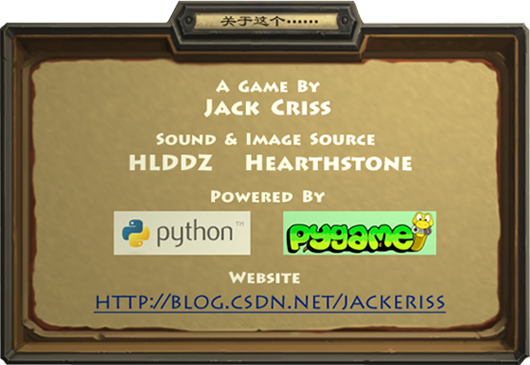 关于这个……
A Game By
Jack Criss
Sound & Image Source
HLDDZ Hearthstone
Powered By
python™ pygame
Website
HTTP://BLOG.CSDN.NET/JACKERISS